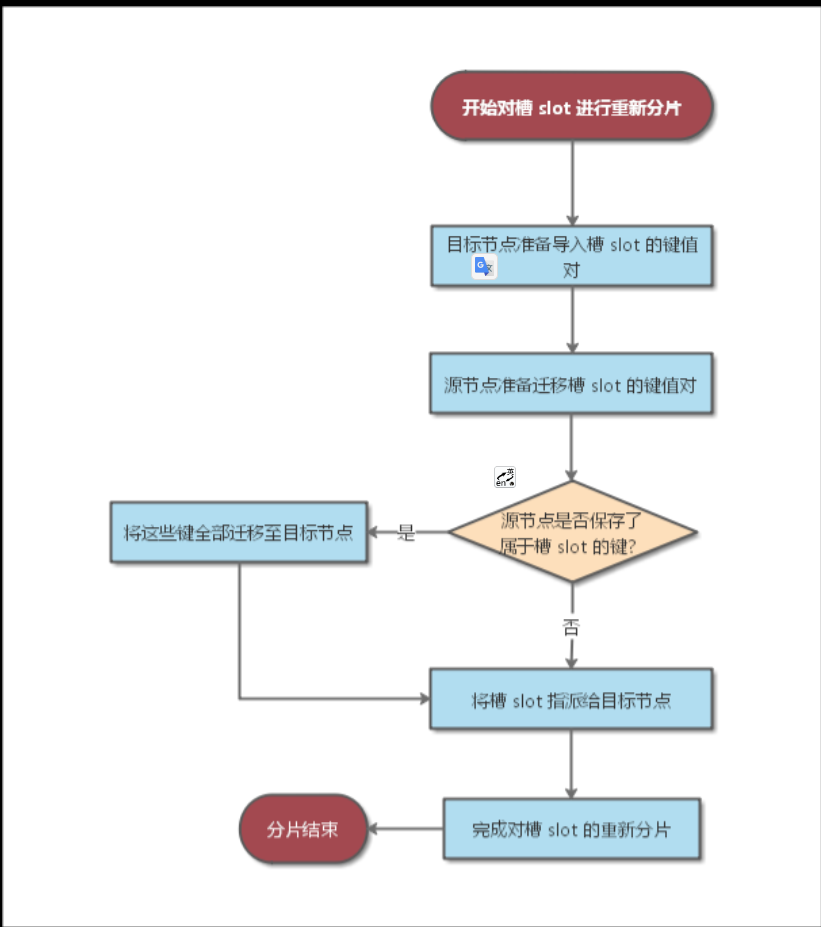 开始对槽 slot 进行重新分片
目标节点准备导入槽 slot 的键值
对
源节点准备迁移槽 slot 的键值对
源节点是否保存了
属于槽 slot 的键?
是
将这些键全部迁移至目标节点
否
将槽 slot 指派给目标节点
完成对槽 slot 的重新分片
分片结束